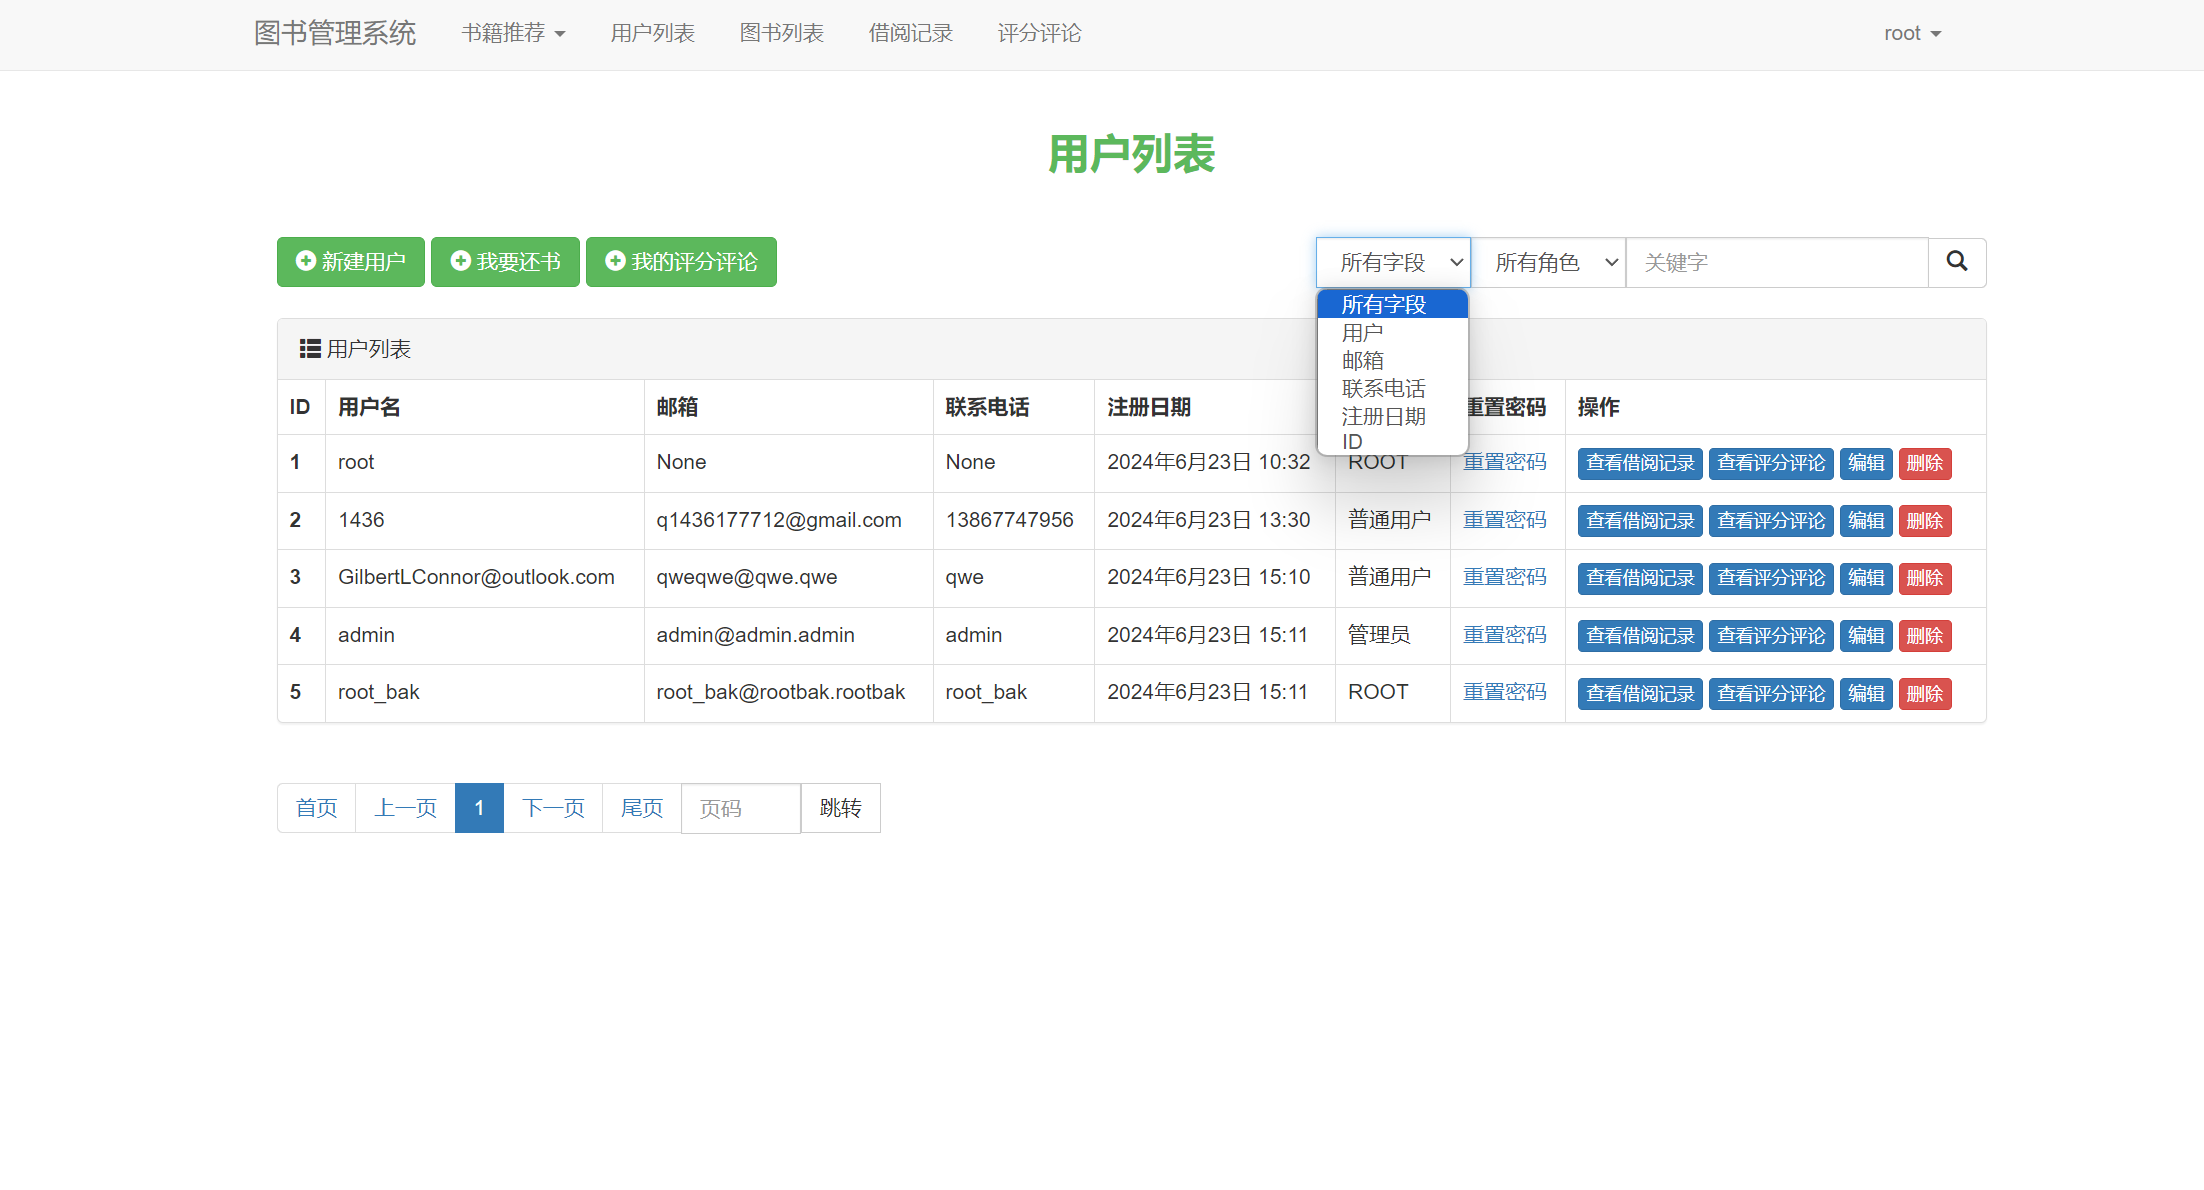 图书管理系统 书籍推荐 用户列表 图书列表 借阅记录 评分评论 root
用户列表
新建用户 我要还书 我的评分评论 所有字段 所有角色 关键字
所有字段
用户
邮箱
联系电话
注册日期
ID
用户列表
ID 用户名 邮箱 联系电话 注册日期 重置密码 操作
1 root None None 2024年6月23日 10:32 ROOT 重置密码 查看借阅记录 查看评分评论 编辑 删除
2 1436 q1436177712@gmail.com 13867747956 2024年6月23日 13:30 普通用户 重置密码 查看借阅记录 查看评分评论 编辑 删除
3 GilbertLConnor@outlook.com qweqwe@qwe.qwe qwe 2024年6月23日 15:10 普通用户 重置密码 查看借阅记录 查看评分评论 编辑 删除
4 admin admin@admin.admin admin 2024年6月23日 15:11 管理员 重置密码 查看借阅记录 查看评分评论 编辑 删除
5 root_bak root_bak@rootbak.rootbak root_bak 2024年6月23日 15:11 ROOT 重置密码 查看借阅记录 查看评分评论 编辑 删除
首页 上一页 1 下一页 尾页 页码 跳转